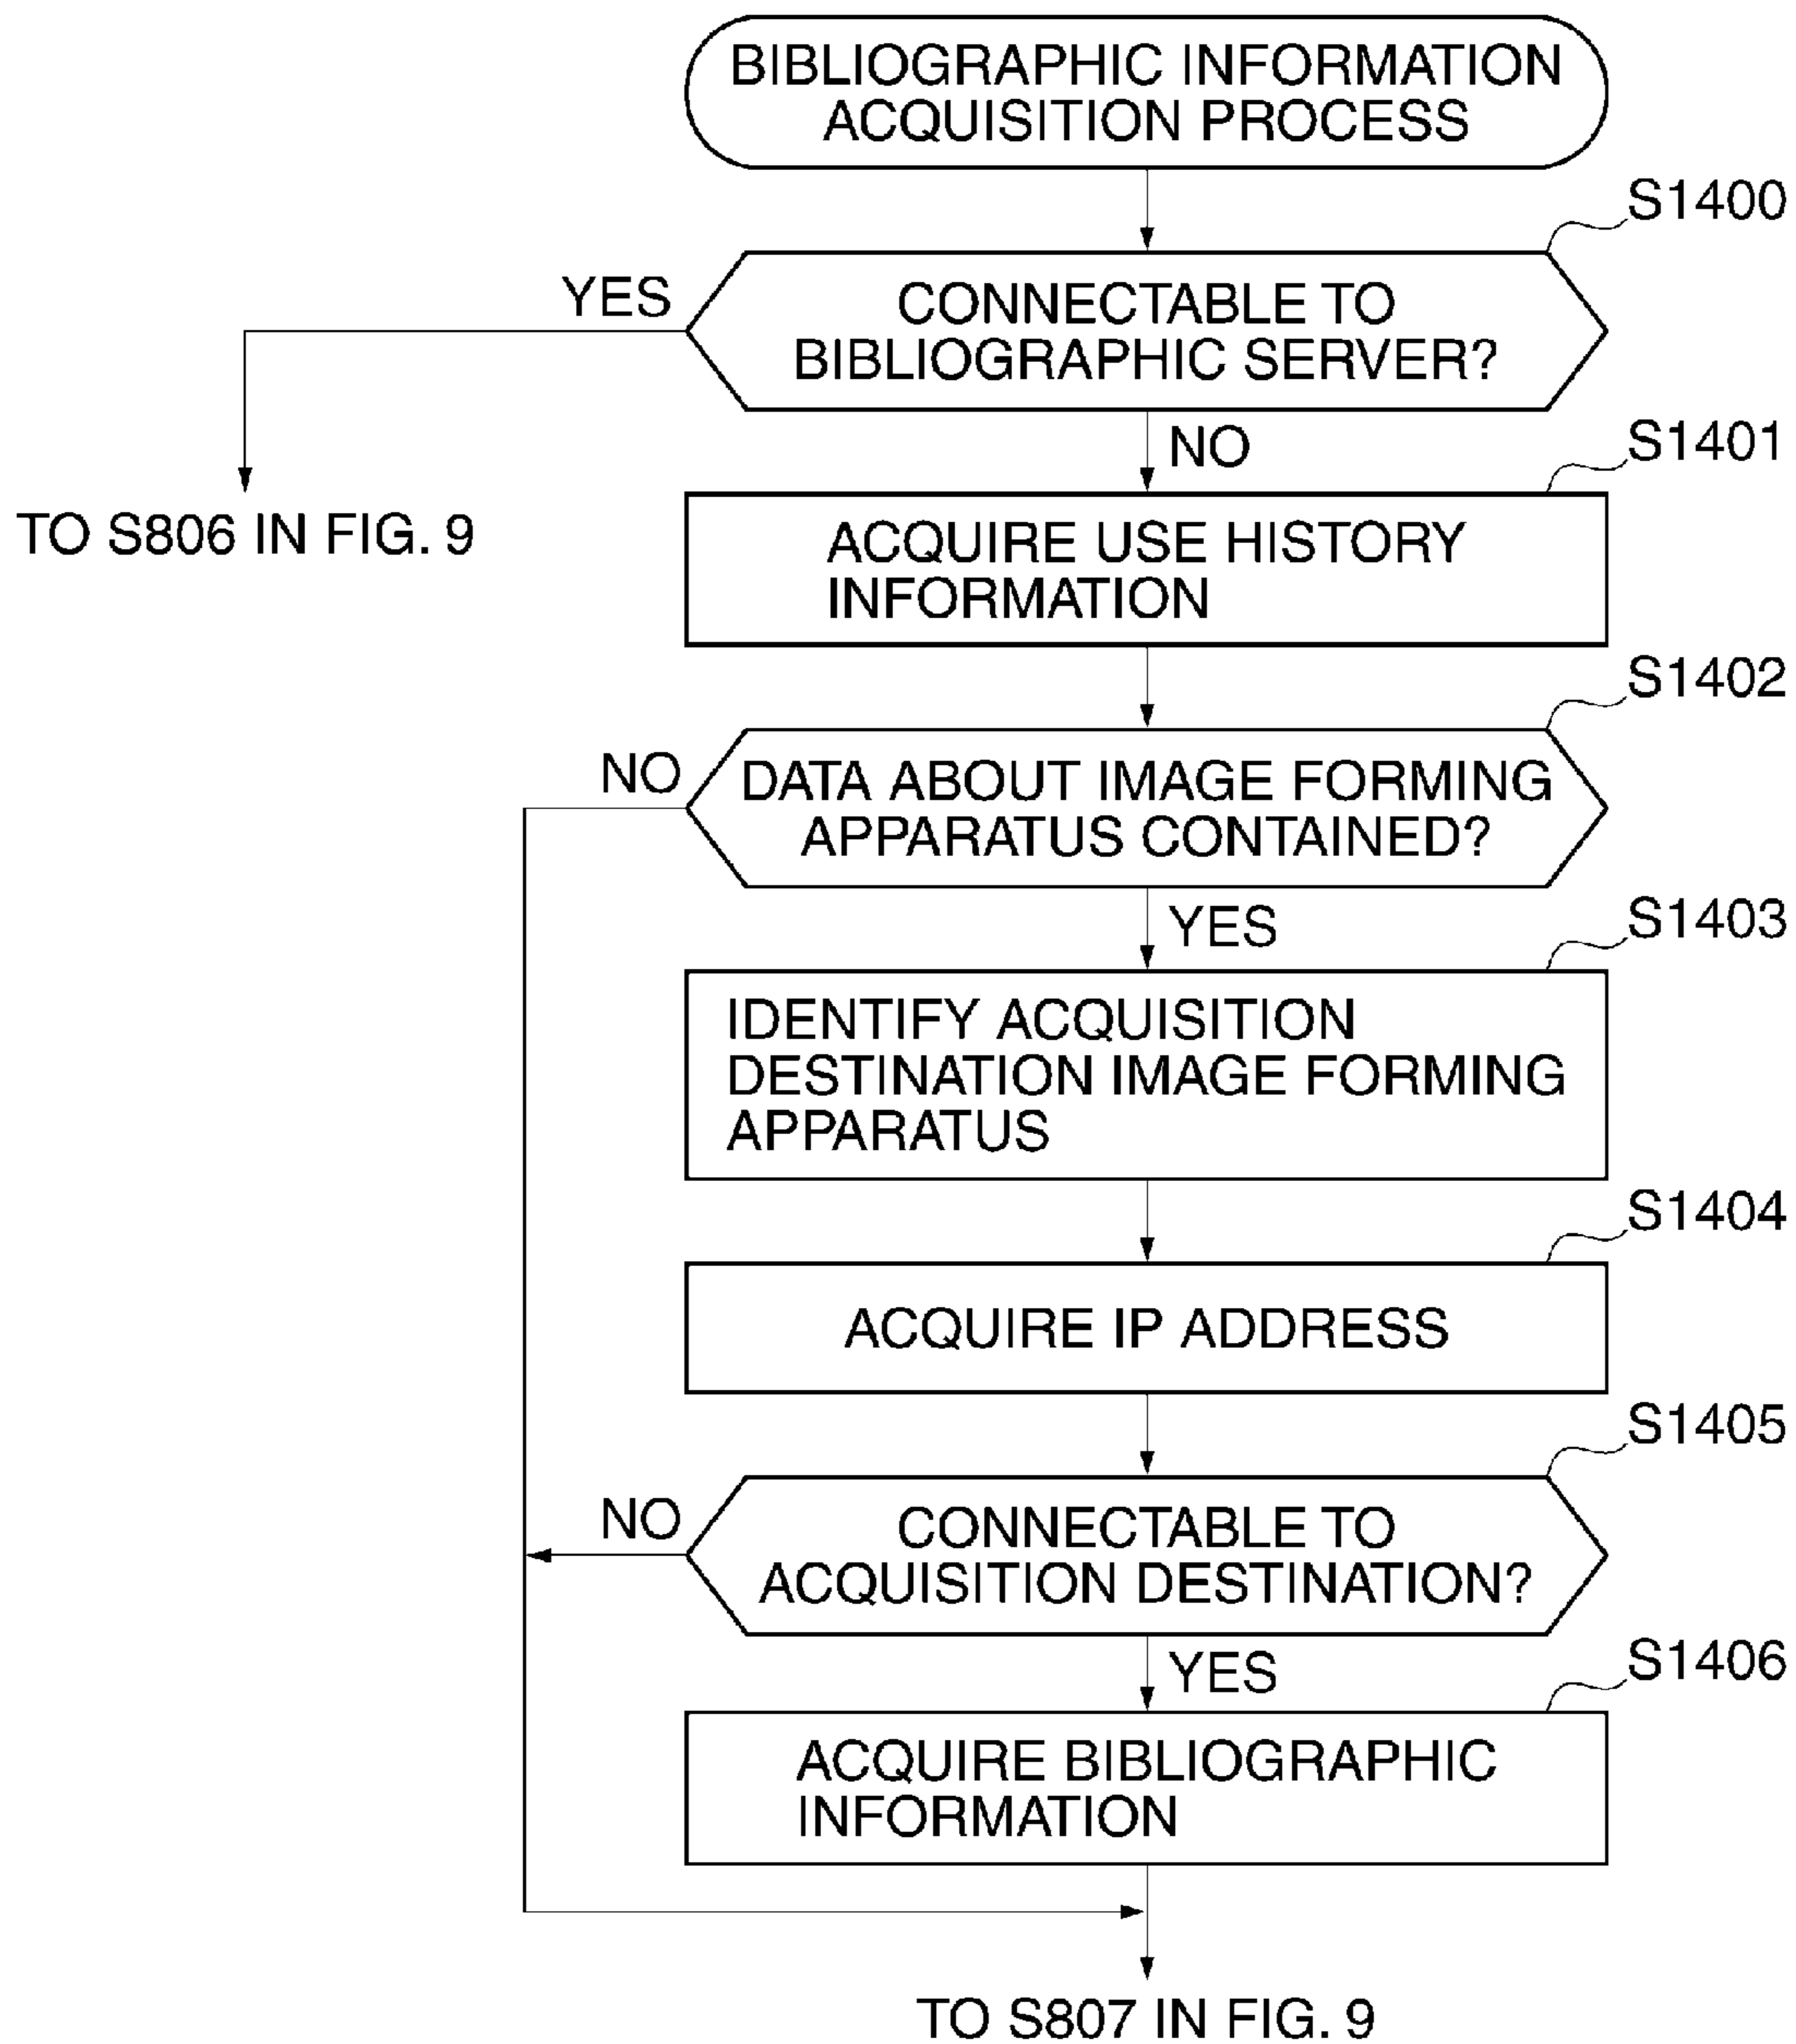 BIBLIOGRAPHIC INFORMATION
ACQUISITION PROCESS
S1400
YES
CONNECTABLE TO
BIBLIOGRAPHIC SERVER?
NO
S1401
TO S806 IN FIG. 9
ACQUIRE USE HISTORY
INFORMATION
S1402
NO
DATA ABOUT IMAGE FORMING
APPARATUS CONTAINED?
YES
S1403
IDENTIFY ACQUISITION
DESTINATION IMAGE FORMING
APPARATUS
S1404
ACQUIRE IP ADDRESS
S1405
NO
CONNECTABLE TO
ACQUISITION DESTINATION?
YES
S1406
ACQUIRE BIBLIOGRAPHIC
INFORMATION
TO S807 IN FIG. 9